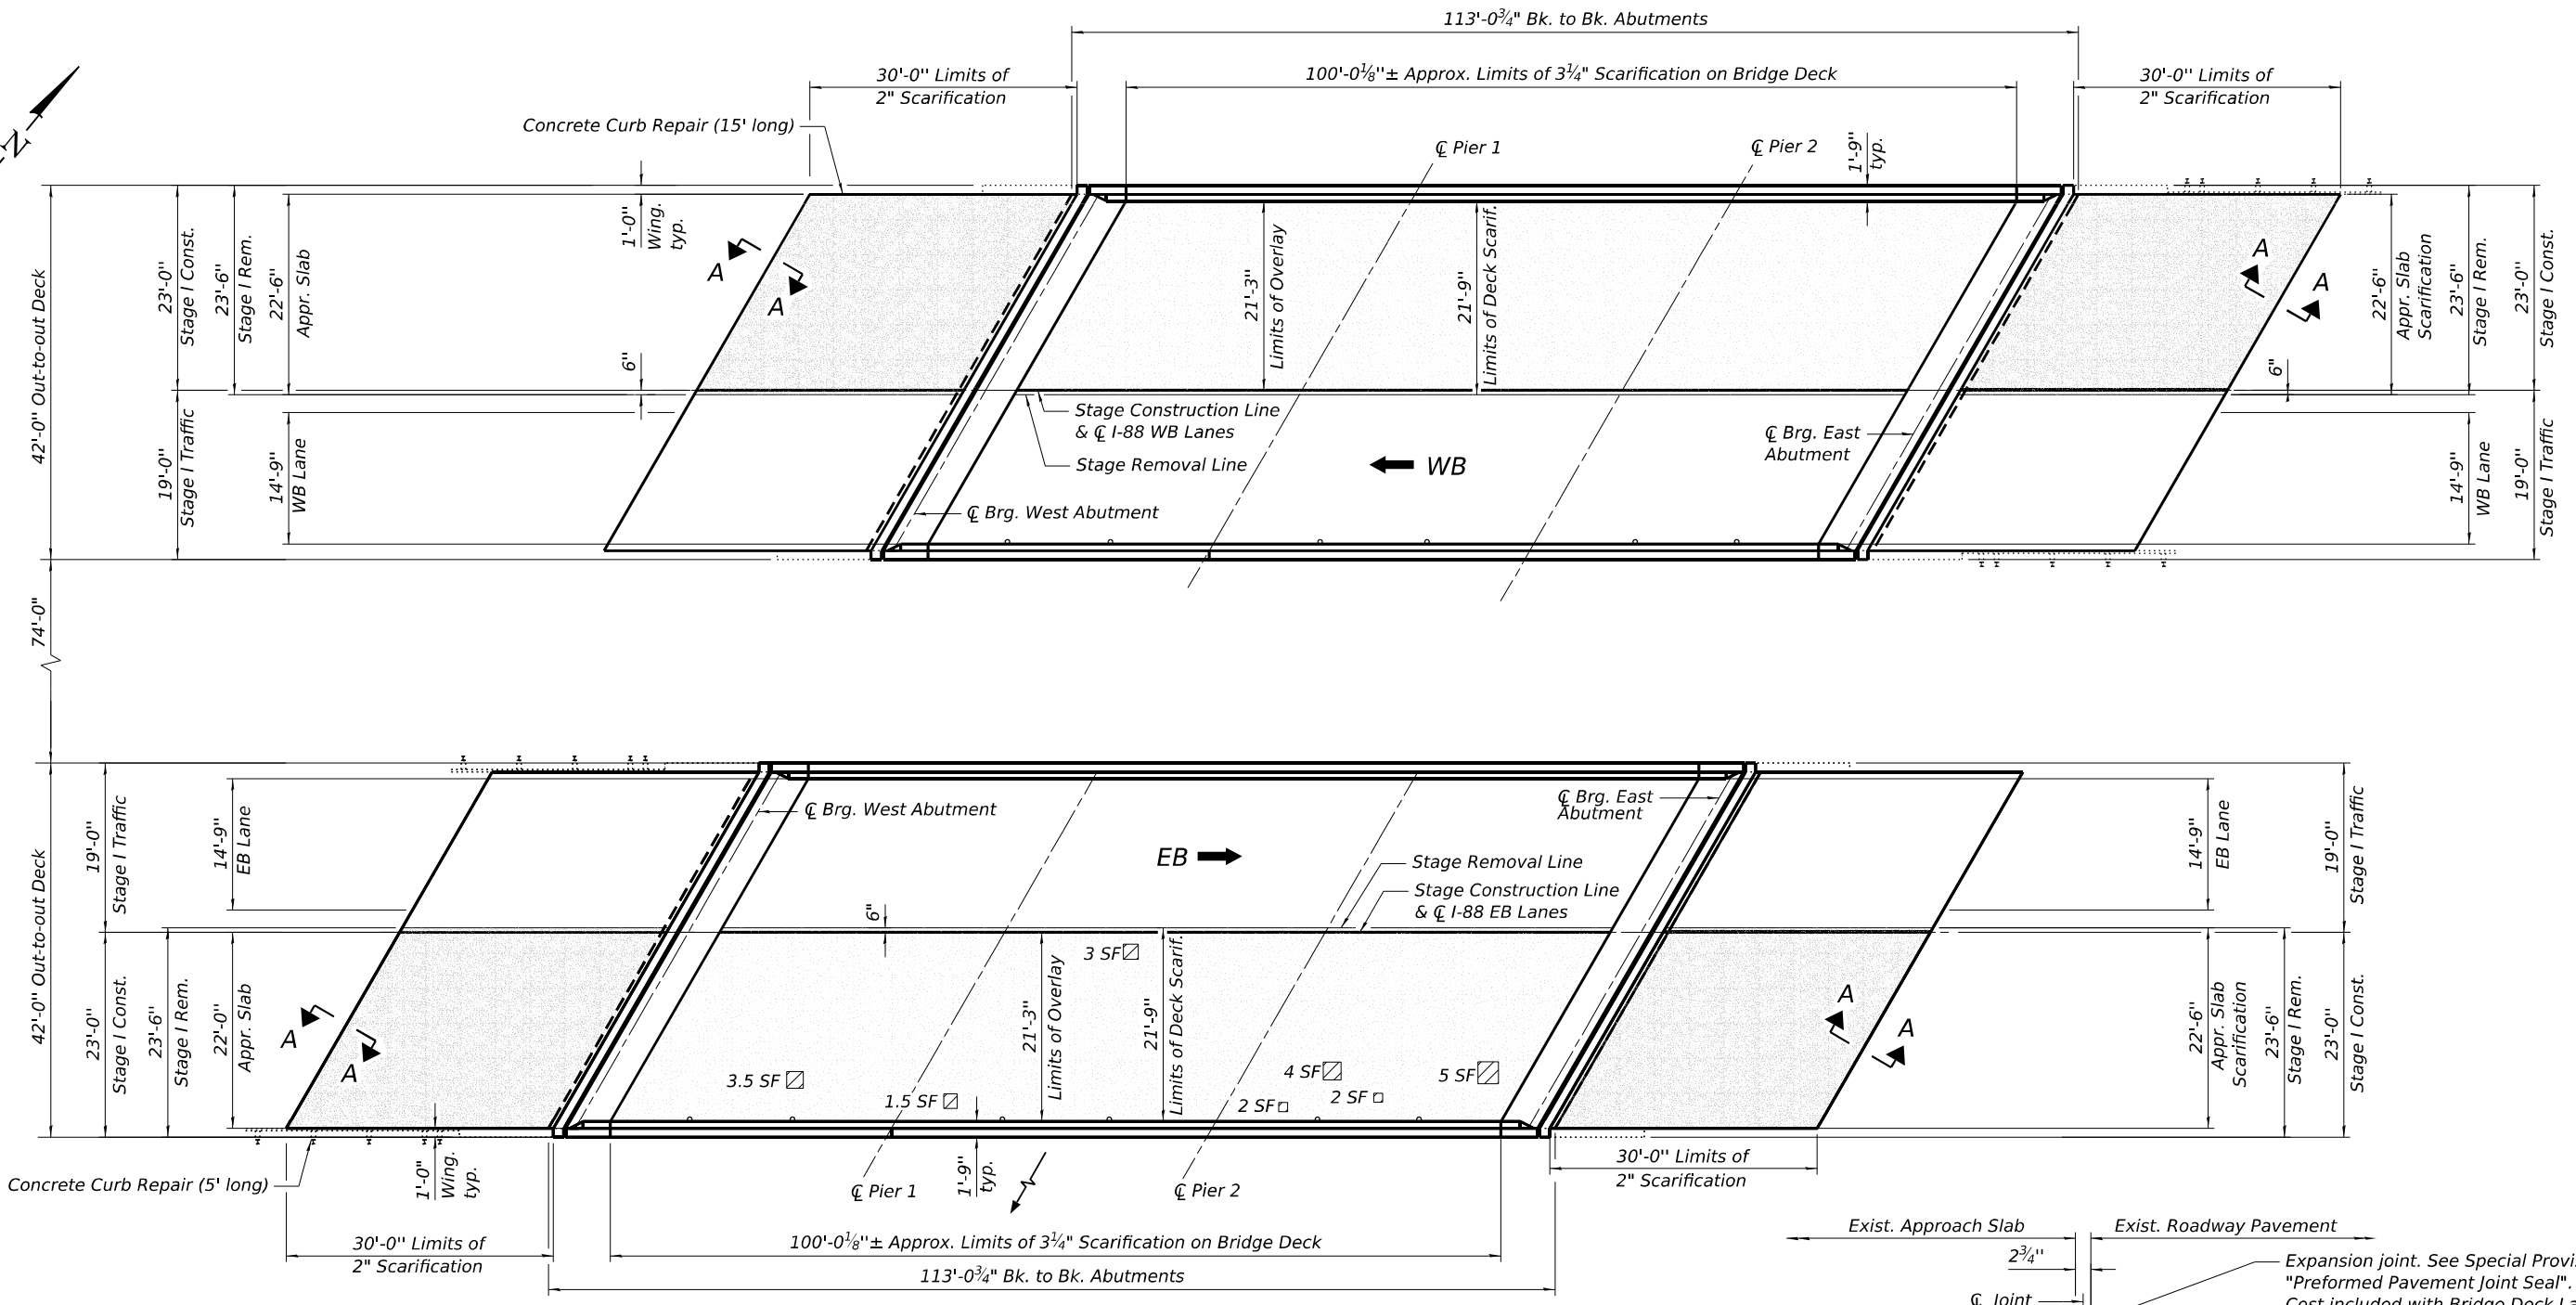 113'-0¾" Bk. to Bk. Abutments
30'-0'' Limits of
2" Scarification
100'-0⅛''± Approx. Limits of 3¼" Scarification on Bridge Deck
30'-0'' Limits of
2" Scarification
Concrete Curb Repair (15' long)
N
℄ Pier 1
℄ Pier 2
1'-9"
typ.
42'-0" Out-to-out Deck
23'-0''
Stage I Const.
23'-6"
Stage I Rem.
22'-6"
Appr. Slab
1'-0''
Wing.
typ.
A
A
6"
21'-3''
Limits of Overlay
21'-9"
Limits of Deck Scarif.
A
A
22'-6"
Appr. Slab
Scarification
23'-6"
Stage I Rem.
23'-0''
Stage I Const.
6"
19'-0''
Stage I Traffic
14'-9"
WB Lane
Stage Construction Line
& ℄ I-88 WB Lanes
Stage Removal Line
WB
℄ Brg. East
Abutment
℄ Brg. West Abutment
14'-9"
WB Lane
19'-0''
Stage I Traffic
74'-0''
42'-0" Out-to-out Deck
19'-0''
Stage I Traffic
14'-9"
EB Lane
℄ Brg. West Abutment
℄ Brg. East
Abutment
EB
Stage Removal Line
Stage Construction Line
& ℄ I-88 EB Lanes
14'-9"
EB Lane
19'-0''
Stage I Traffic
6"
3 SF
23'-0''
Stage I Const.
23'-6"
Stage I Rem.
22'-0''
Appr. Slab
A
A
21'-3''
Limits of Overlay
21'-9"
Limits of Deck Scarif.
3.5 SF
1.5 SF
4 SF
2 SF
2 SF
5 SF
A
A
22'-6"
Appr. Slab
Scarification
23'-6"
Stage I Rem.
23'-0''
Stage I Const.
Concrete Curb Repair (5' long)
1'-0"
Wing.
typ.
℄ Pier 1
1'-9"
typ.
℄ Pier 2
30'-0'' Limits of
2" Scarification
30'-0'' Limits of
2" Scarification
100'-0⅛''± Approx. Limits of 3¼" Scarification on Bridge Deck
113'-0¾" Bk. to Bk. Abutments
Exist. Approach Slab
Exist. Roadway Pavement
2¾''
Expansion joint. See Special Provis
"Preformed Pavement Joint Seal".
℄ Joint
Cost included with Bridge Deck La